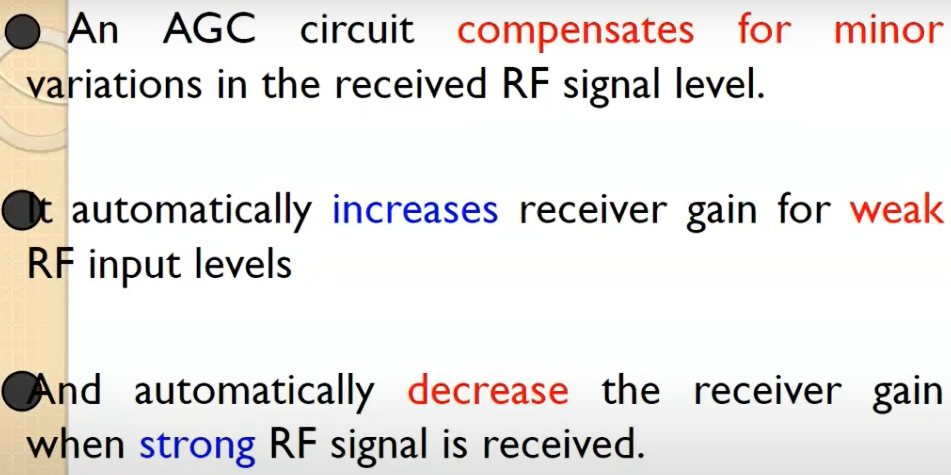 An AGC circuit compensates for minor
variations in the received RF signal level.
It automatically increases receiver gain for weak
RF input levels
And automatically decrease the receiver gain
when strong RF signal is received.